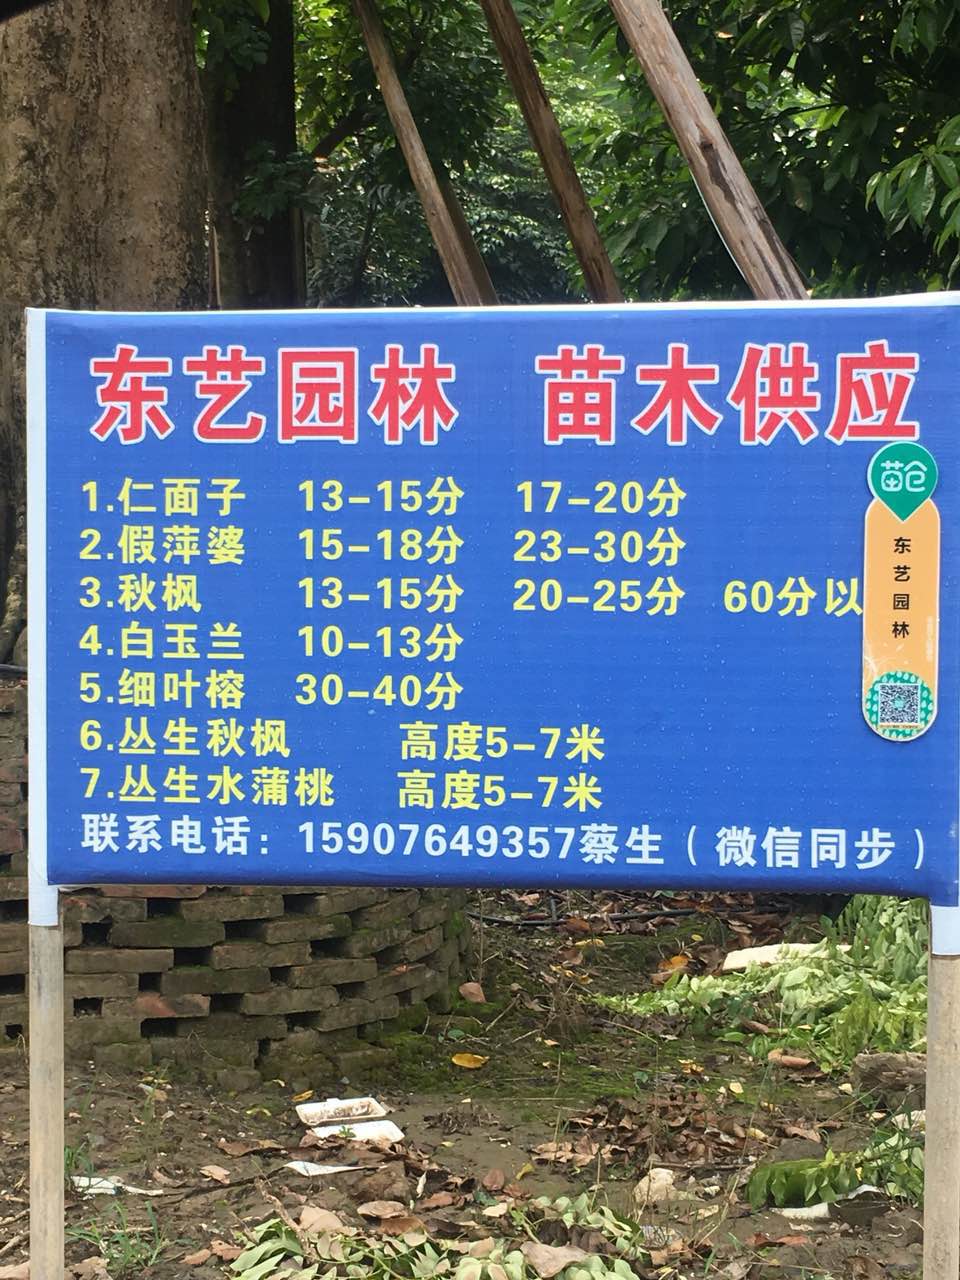 东艺园林 苗木供应
1.仁面子 13-15分 17-20分
2.假萍婆 15-18分 23-30分
3.秋枫 13-15分 20-25分 60分以
4.白玉兰 10-13分
5.细叶榕 30-40分
6.丛生秋枫 高度5-7米
7.丛生水蒲桃 高度5-7米
联系电话：15907649357蔡生（微信同步）
苗仓
东艺园林